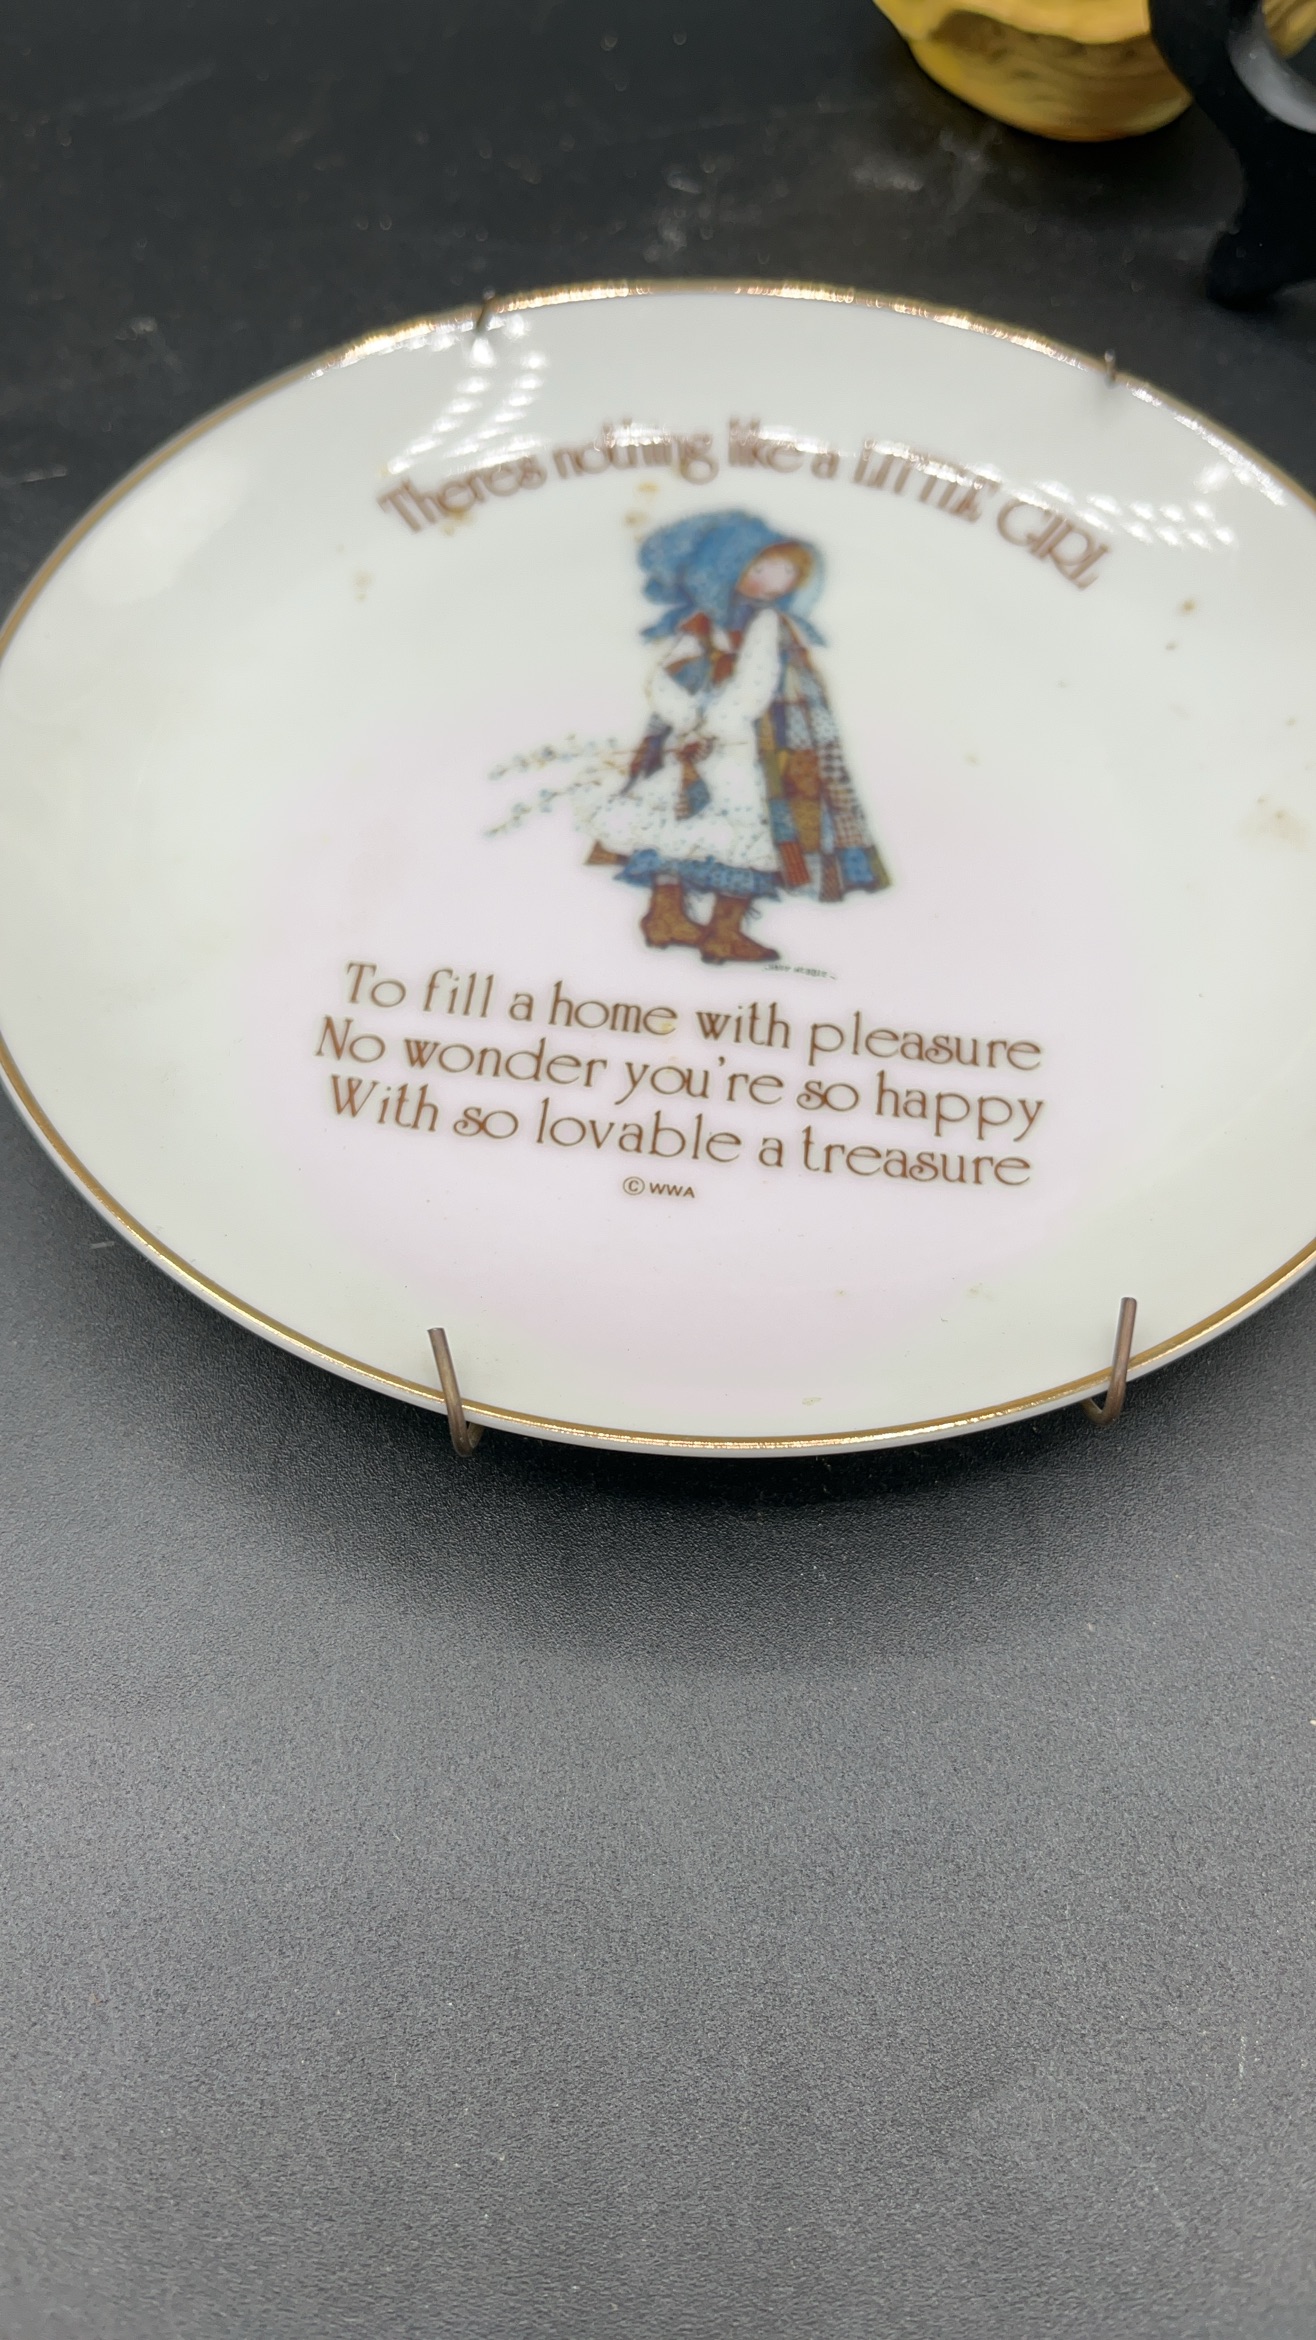 Theres nothing like a LITTLE GIRL
To fill a home with pleasure
No wonder you're so happy
With so lovable a treasure
© WWA